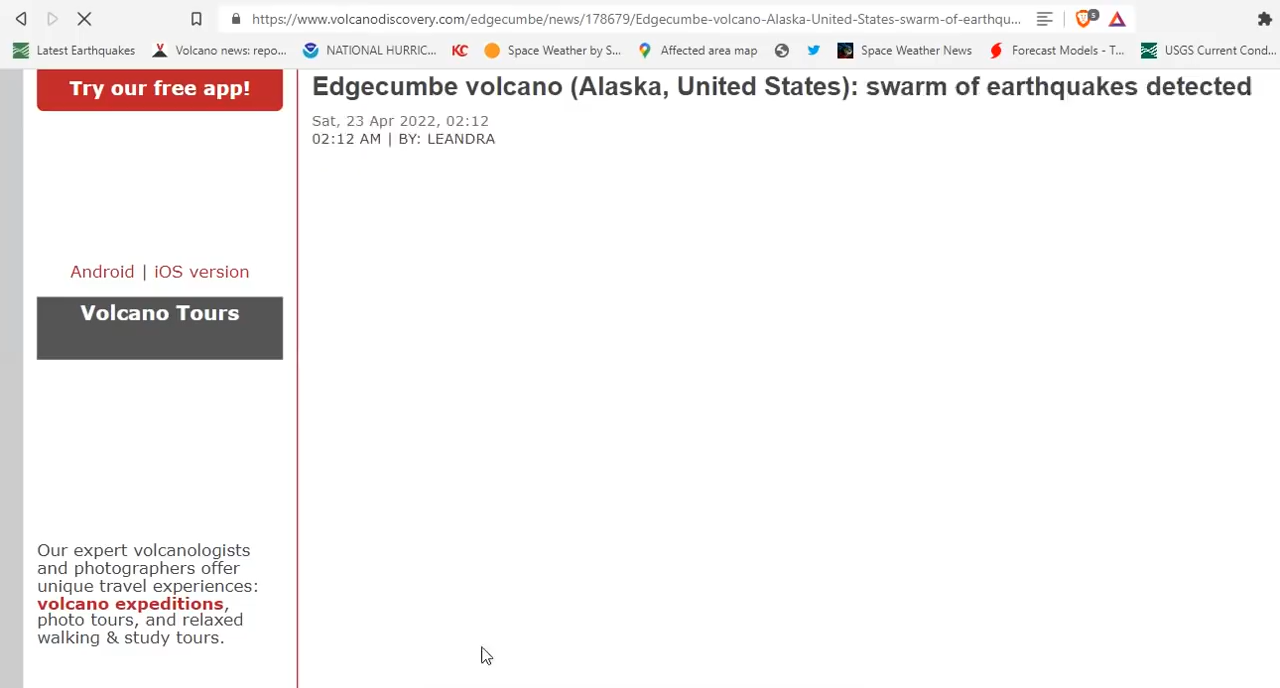 https://www.volcanodiscovery.com/edgecumbe/news/178679/Edgecumbe-volcano-Alaska-United-States-swarm-of-earthqu...
5
Latest Earthquakes
Volcano news: repo...
NATIONAL HURRIC...
KC
Space Weather by S...
Affected area map
Space Weather News
Forecast Models - T...
USGS Current Cond...
Try our free app!
Android | iOS version
Volcano Tours
Our expert volcanologists
and photographers offer
unique travel experiences:
volcano expeditions,
photo tours, and relaxed
walking & study tours.
Edgecumbe volcano (Alaska, United States): swarm of earthquakes detected
Sat, 23 Apr 2022, 02:12
02:12 AM | BY: LEANDRA